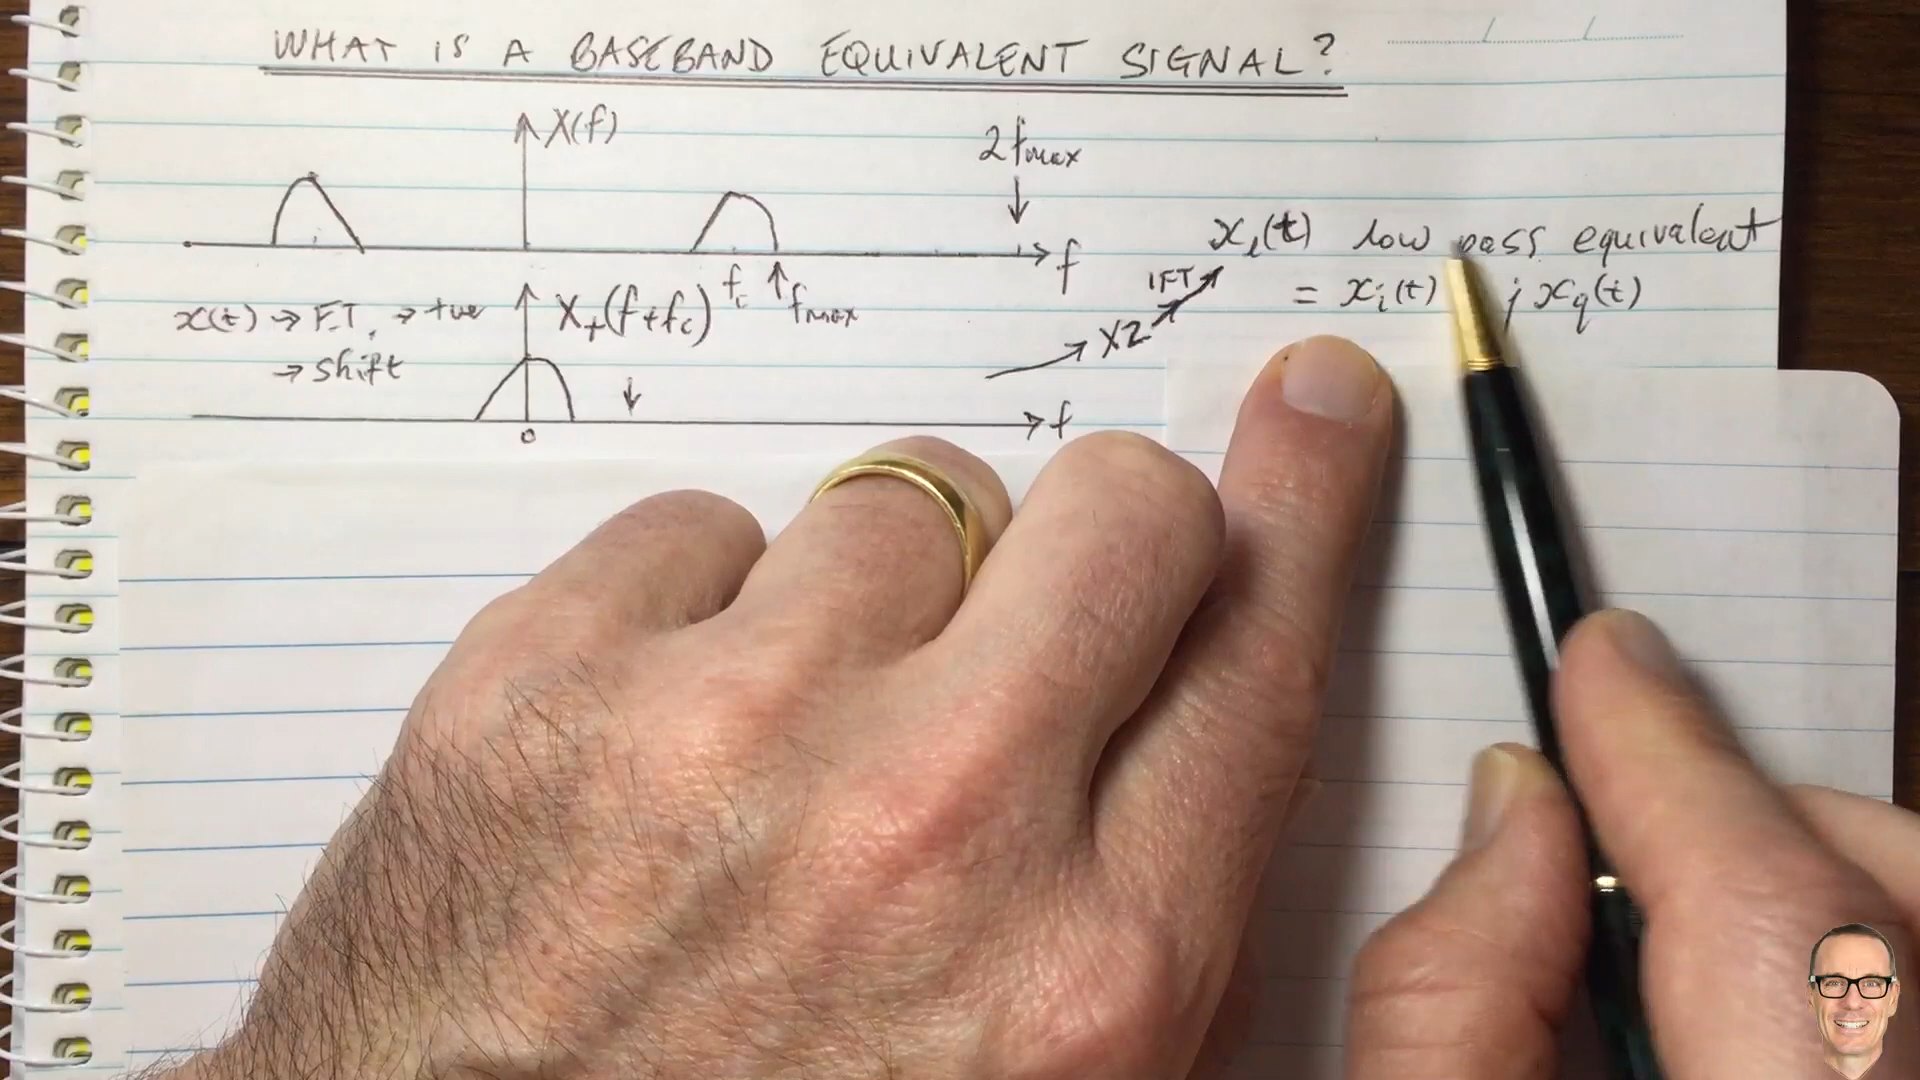 WHAT IS A BASEBAND EQUIVALENT SIGNAL?
X(f)
2fmax
f
fc
fmax
x(t) → F.T. → +ve
→ shift
X+(f+fc)
f
0
X2
IFT
xl(t) low pass equivalent
= xi(t) j xq(t)